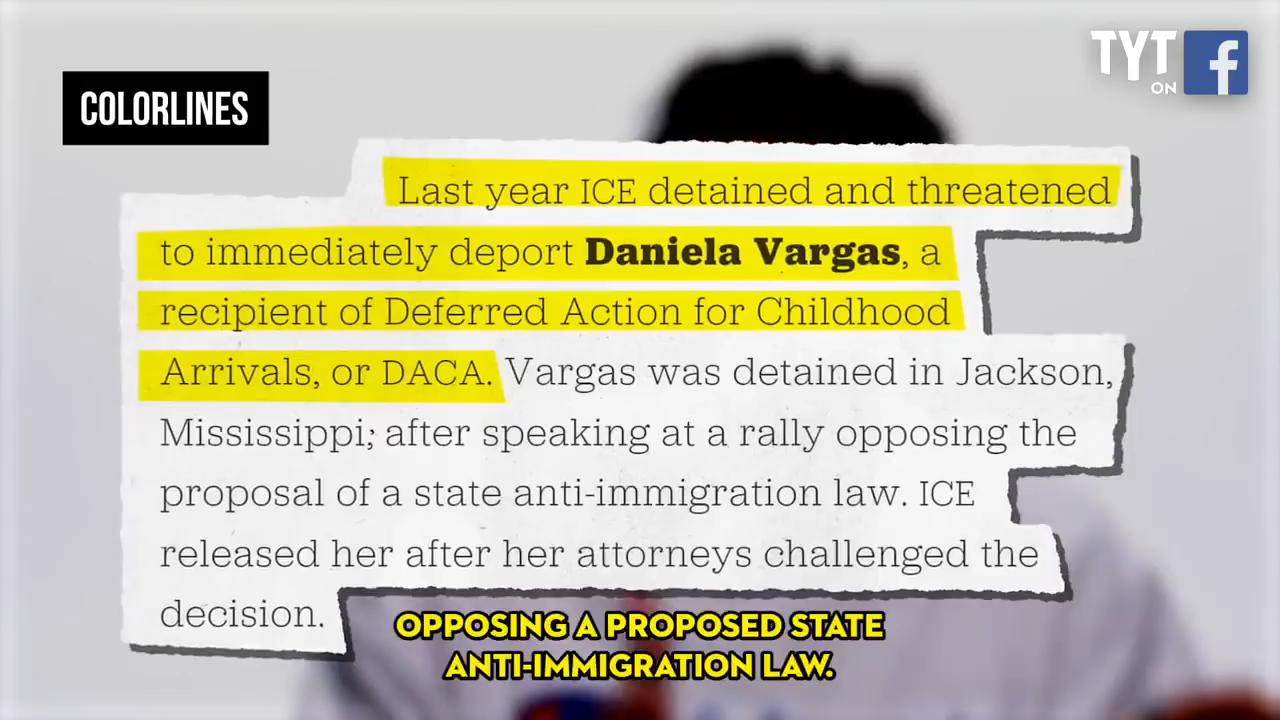 TYT
ON
f
COLORLINES
Last year ICE detained and threatened
to immediately deport Daniela Vargas, a
recipient of Deferred Action for Childhood
Arrivals, or DACA. Vargas was detained in Jackson,
Mississippi; after speaking at a rally opposing the
proposal of a state anti-immigration law. ICE
released her after her attorneys challenged the
decision.
OPPOSING A PROPOSED STATE
ANTI-IMMIGRATION LAW.